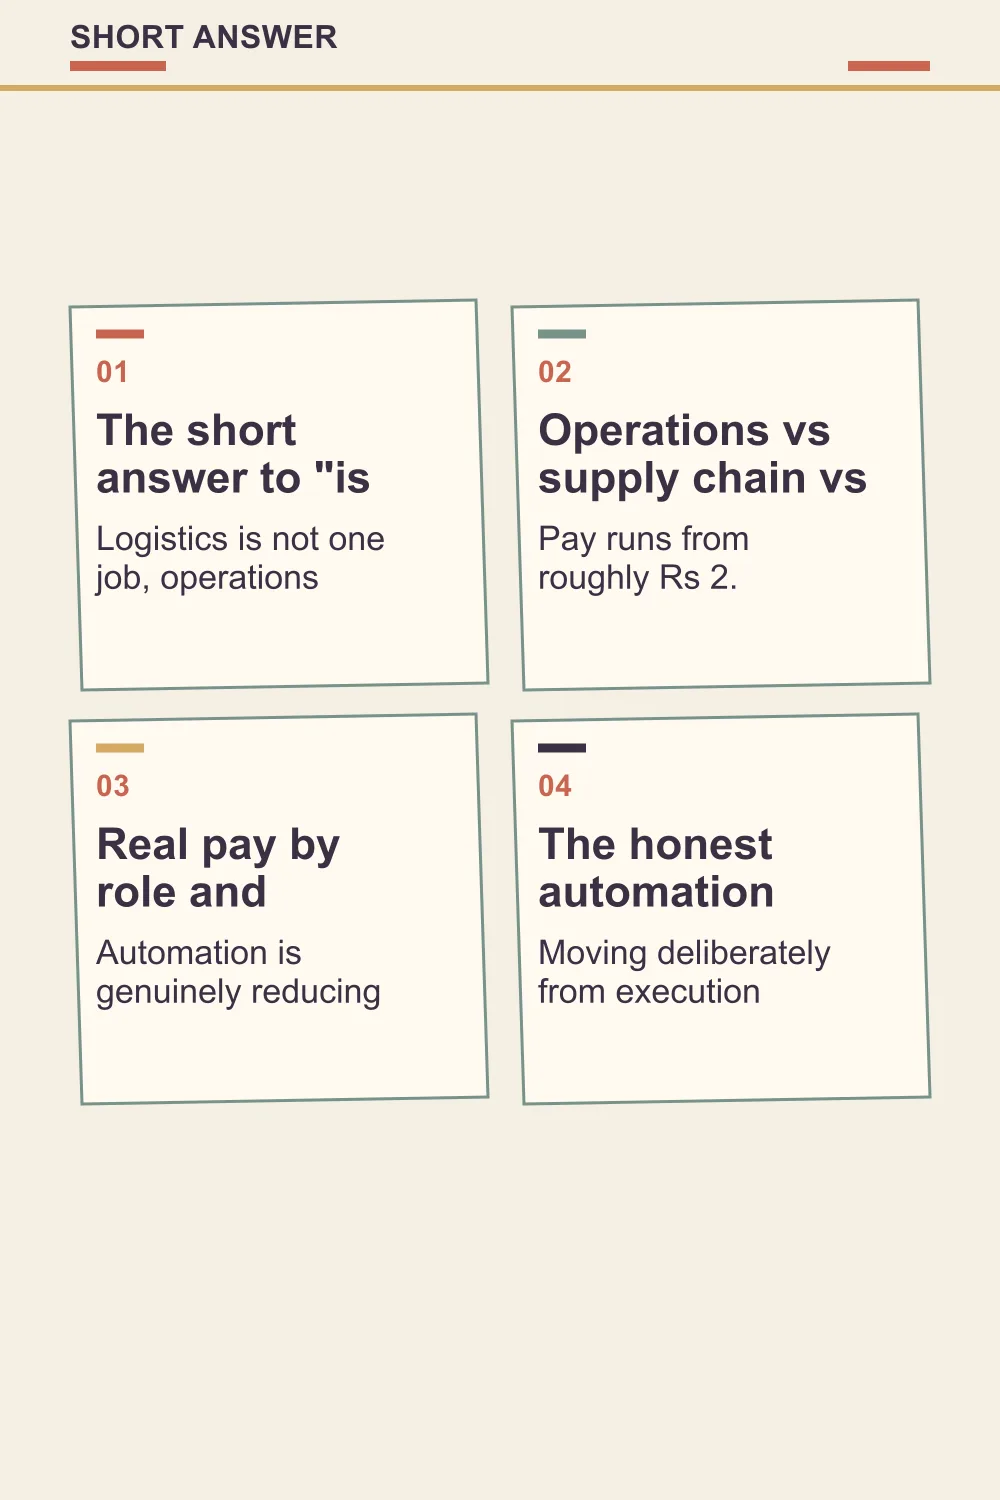 SHORT ANSWER
01
The short
answer to "is
Logistics is not one
job, operations
02
Operations vs
supply chain vs
Pay runs from
roughly Rs 2.
03
Real pay by
role and
Automation is
genuinely reducing
04
The honest
automation
Moving deliberately
from execution